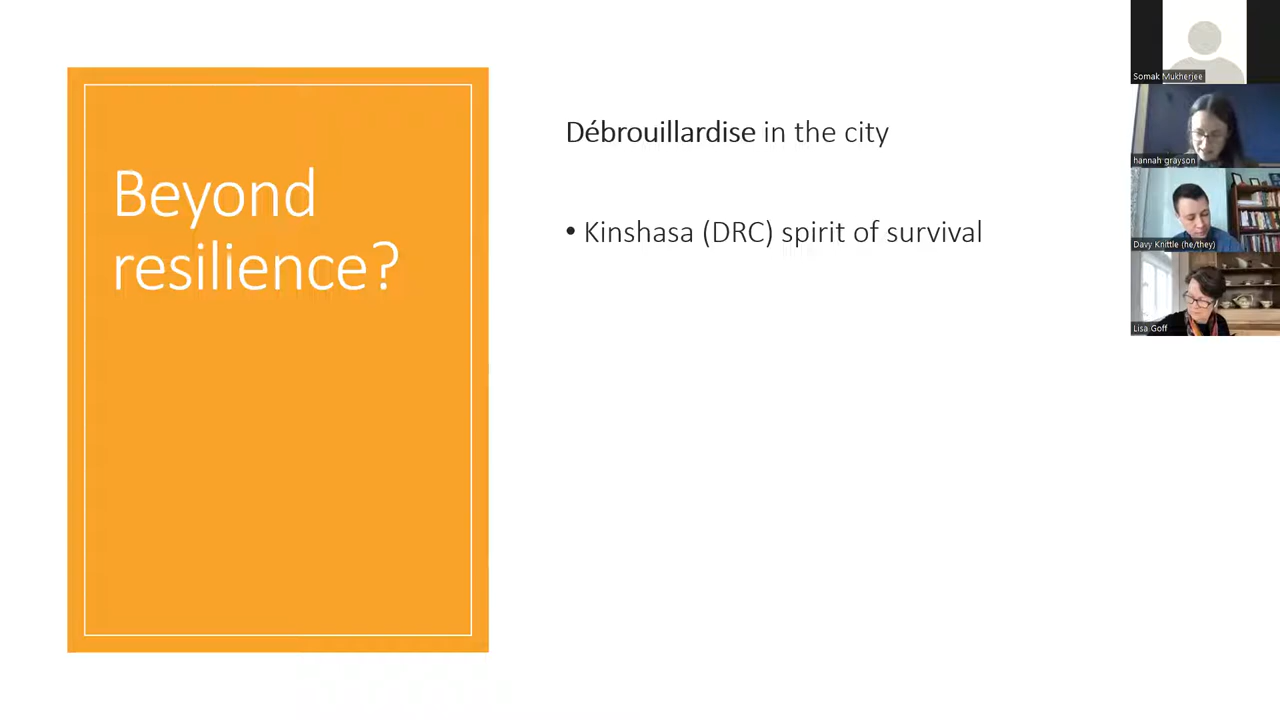 Beyond
resilience?
Débrouillardise in the city
• Kinshasa (DRC) spirit of survival
Somak Mukherjee
hannah grayson
Davy Knittle (he/they)
Lisa Goff